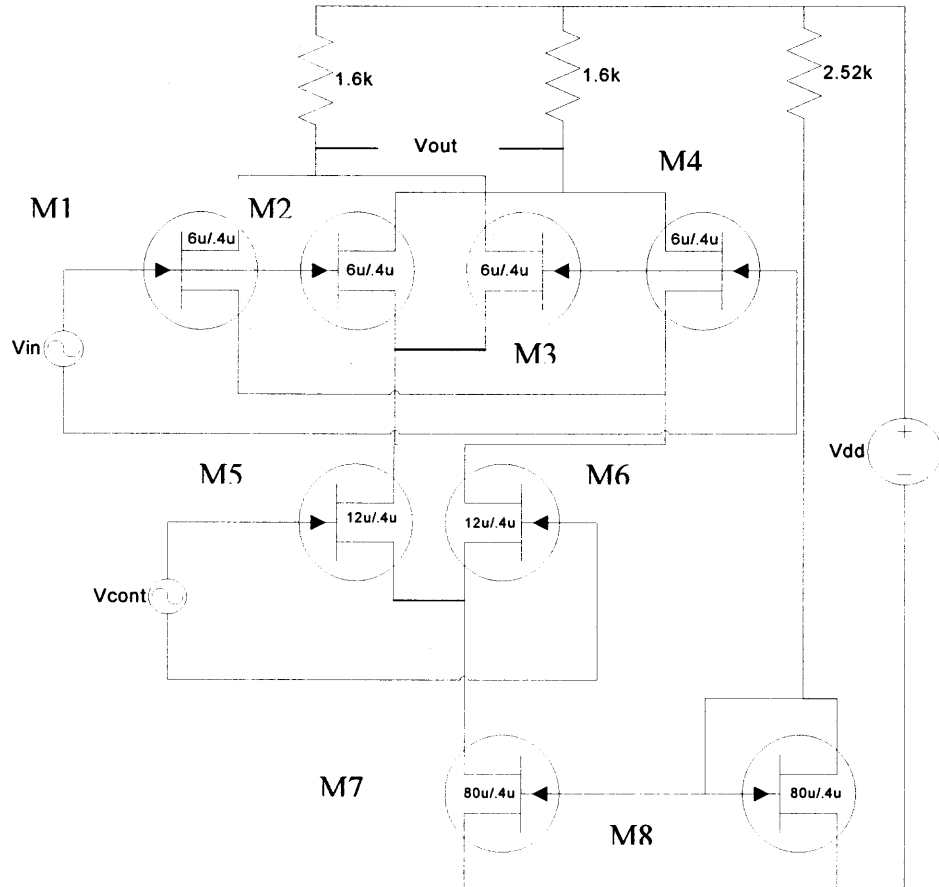 1.6k
1.6k
2.52k
Vout
M4
M1
M2
6u/.4u
6u/.4u
6u/.4u
6u/.4u
M3
Vin
Vdd
M5
M6
12u/.4u
12u/.4u
Vcont
M7
80u/.4u
80u/.4u
M8